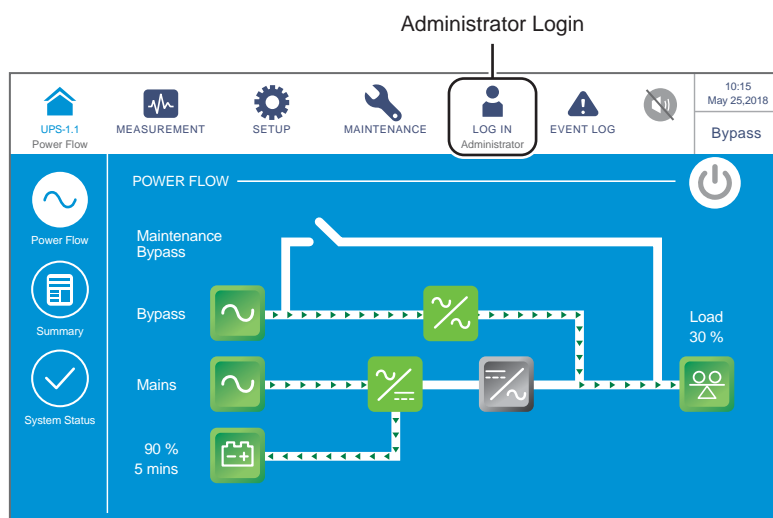 Administrator Login
10:15
May 25,2018
UPS-1.1
MEASUREMENT
SETUP
MAINTENANCE
LOG IN
EVENT LOG
Power Flow
Administrator
Bypass
POWER FLOW
Power Flow
Maintenance
Bypass
Bypass
Load
30 %
Summary
Mains
System Status
90 %
5 mins